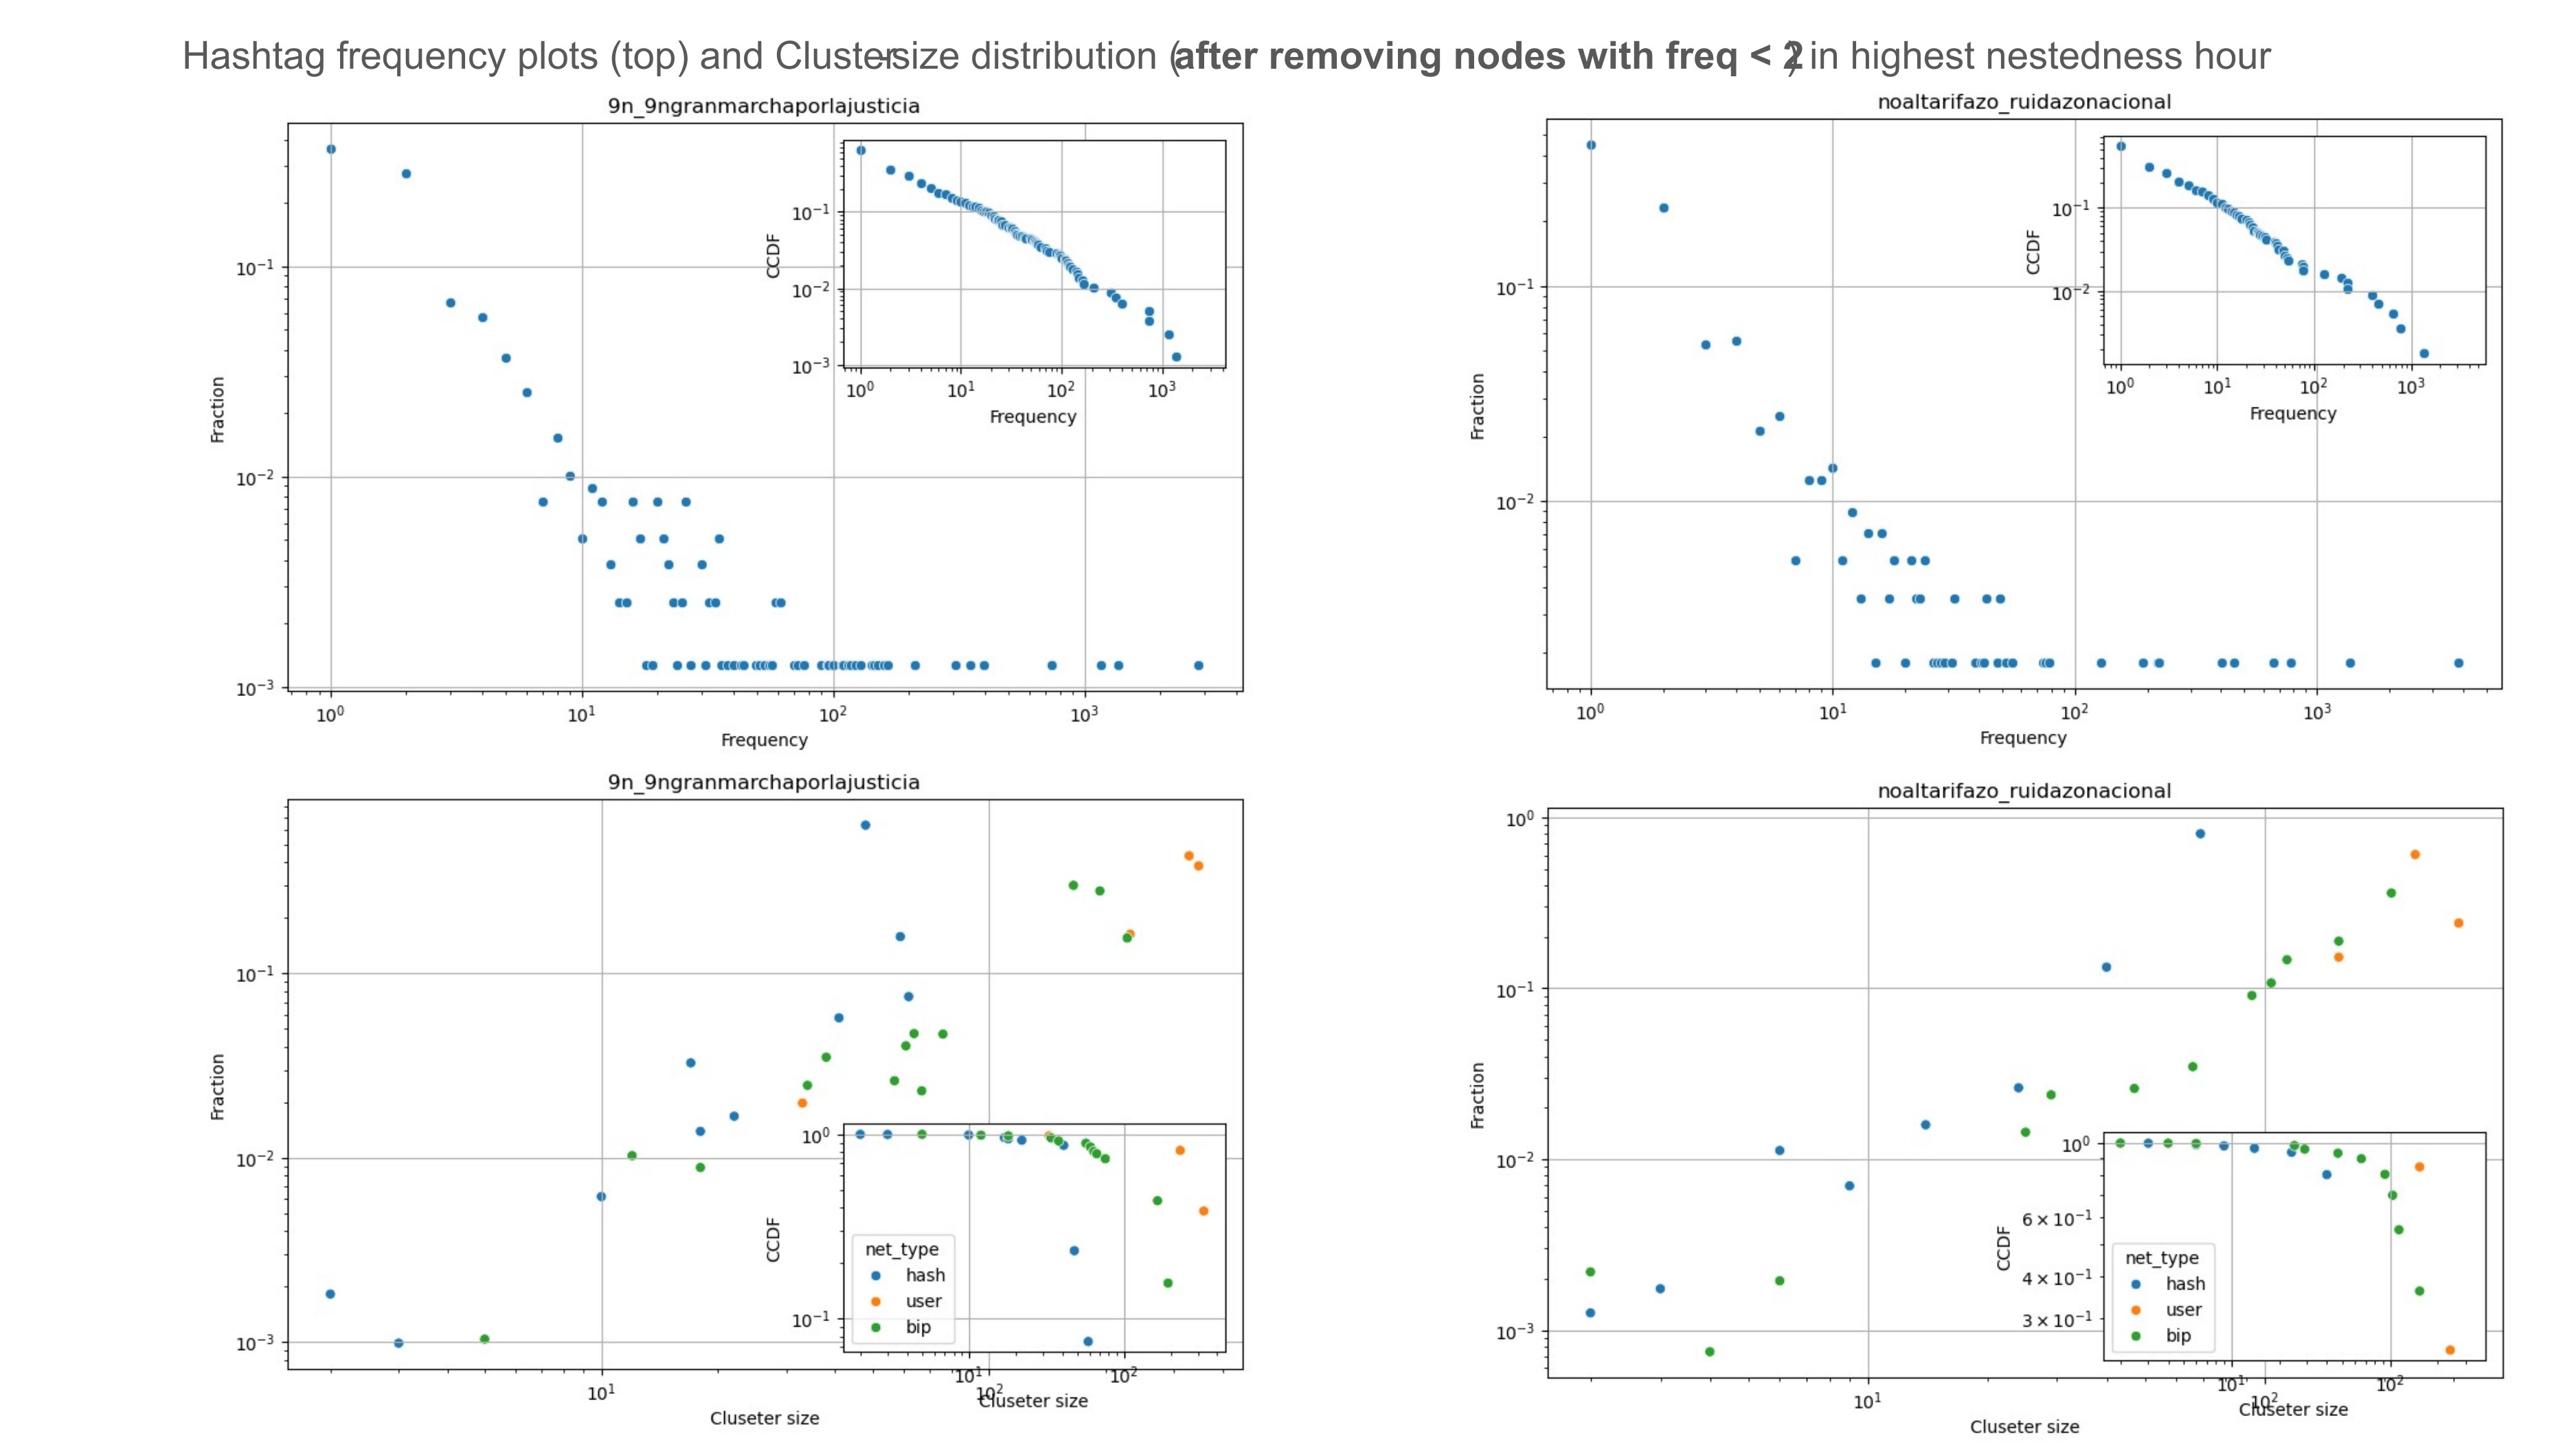 Hashtag frequency plots (top) and Cluster-size distribution (after removing nodes with freq < 2) in highest nestedness hour
9n_9ngranmarchaporlajusticia
Fraction
10⁻¹
10⁻²
10⁻³
10⁰ 10¹ 10² 10³
Frequency
CCDF
10⁻¹
10⁻²
10⁻³
10⁰ 10¹ 10² 10³
Frequency
noaltarifazo_ruidazonacional
Fraction
10⁻¹
10⁻²
10⁰ 10¹ 10² 10³
Frequency
CCDF
10⁻¹
10⁻²
10⁰ 10¹ 10² 10³
Frequency
9n_9ngranmarchaporlajusticia
Fraction
10⁻¹
10⁻²
10⁻³
10¹ 10²
Cluseter size
CCDF
10⁰
10⁻¹
net_type
hash
user
bip
10¹ 10²
Cluseter size
noaltarifazo_ruidazonacional
Fraction
10⁰
10⁻¹
10⁻²
10⁻³
10¹ 10²
Cluseter size
CCDF
10⁰
6 × 10⁻¹
4 × 10⁻¹
3 × 10⁻¹
net_type
hash
user
bip
10¹ 10²
Cluseter size